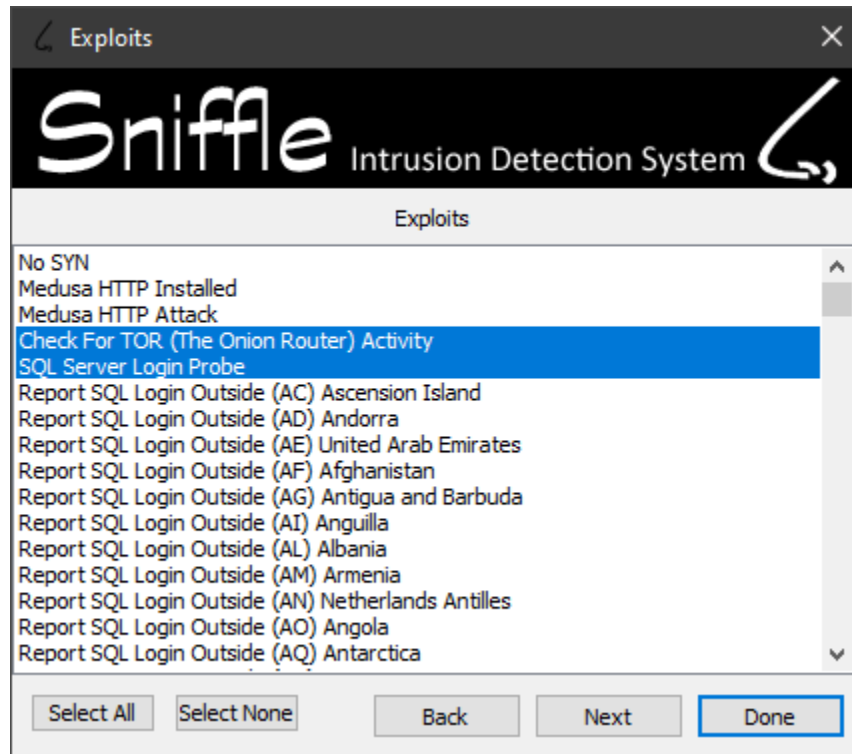 Exploits
Sniffle Intrusion Detection System
Exploits
No SYN
Medusa HTTP Installed
Medusa HTTP Attack
Check For TOR (The Onion Router) Activity
SQL Server Login Probe
Report SQL Login Outside (AC) Ascension Island
Report SQL Login Outside (AD) Andorra
Report SQL Login Outside (AE) United Arab Emirates
Report SQL Login Outside (AF) Afghanistan
Report SQL Login Outside (AG) Antigua and Barbuda
Report SQL Login Outside (AI) Anguilla
Report SQL Login Outside (AL) Albania
Report SQL Login Outside (AM) Armenia
Report SQL Login Outside (AN) Netherlands Antilles
Report SQL Login Outside (AO) Angola
Report SQL Login Outside (AQ) Antarctica
Select All Select None Back Next Done